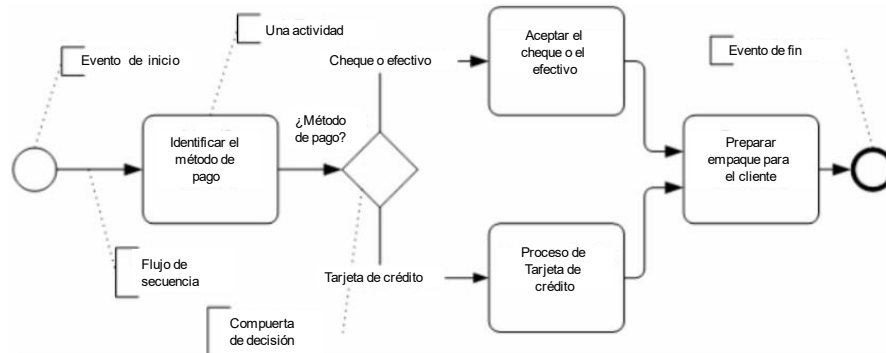 Una actividad
Evento de inicio
Cheque o efectivo
Aceptar el
cheque o el
efectivo
Evento de fin
Identificar el
método de
pago
¿Método
de pago?
Preparar
empaque para
el cliente
Flujo de
secuencia
Tarjeta de crédito
Proceso de
Tarjeta de
crédito
Compuerta
de decisión